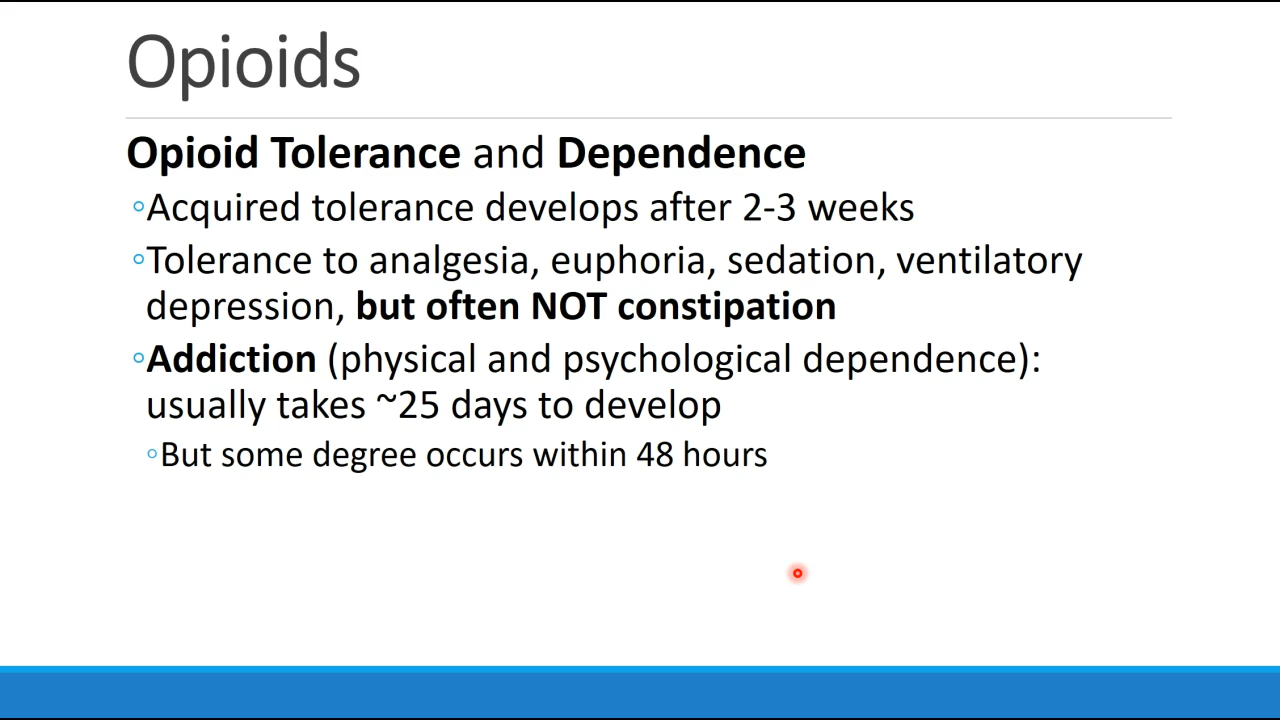 Opioids
Opioid Tolerance and Dependence
◦Acquired tolerance develops after 2-3 weeks
◦Tolerance to analgesia, euphoria, sedation, ventilatory
depression, but often NOT constipation
◦Addiction (physical and psychological dependence):
usually takes ~25 days to develop
◦But some degree occurs within 48 hours